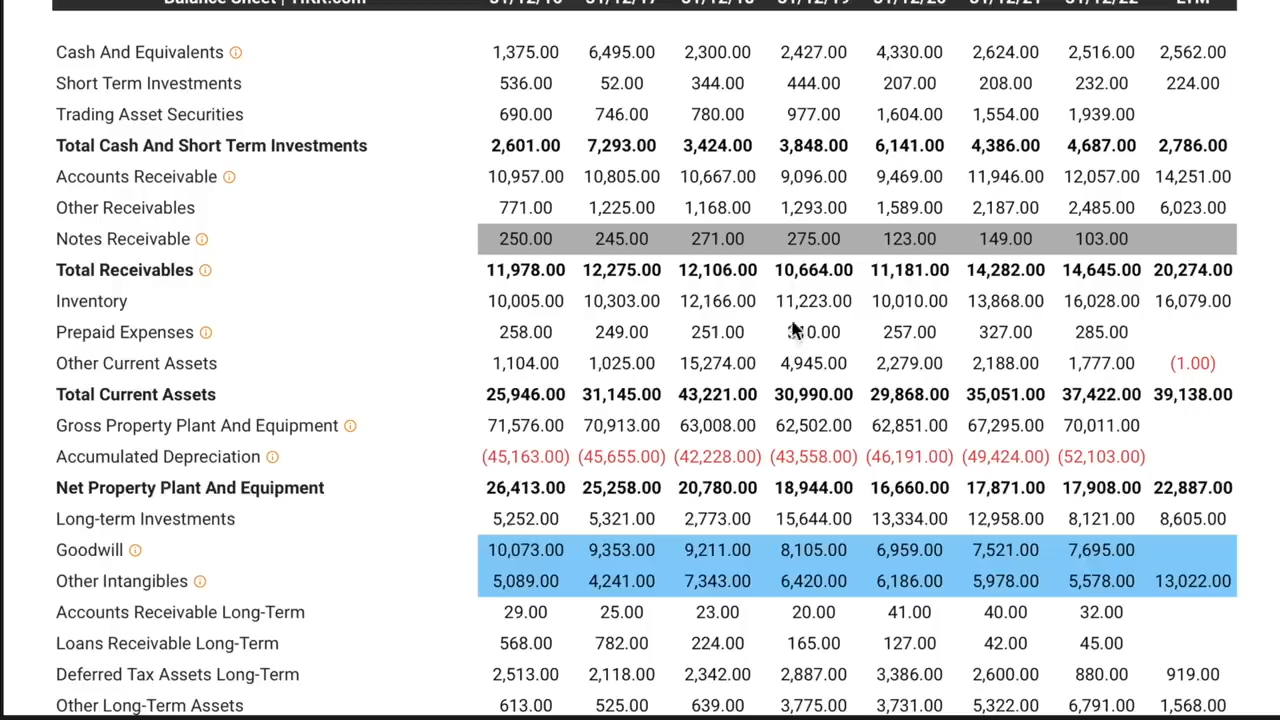 Balance Sheet | TIKR.com 31/12/16 31/12/17 31/12/18 31/12/19 31/12/20 31/12/21 31/12/22 LTM
Cash And Equivalents 1,375.00 6,495.00 2,300.00 2,427.00 4,330.00 2,624.00 2,516.00 2,562.00
Short Term Investments 536.00 52.00 344.00 444.00 207.00 208.00 232.00 224.00
Trading Asset Securities 690.00 746.00 780.00 977.00 1,604.00 1,554.00 1,939.00
Total Cash And Short Term Investments 2,601.00 7,293.00 3,424.00 3,848.00 6,141.00 4,386.00 4,687.00 2,786.00
Accounts Receivable 10,957.00 10,805.00 10,667.00 9,096.00 9,469.00 11,946.00 12,057.00 14,251.00
Other Receivables 771.00 1,225.00 1,168.00 1,293.00 1,589.00 2,187.00 2,485.00 6,023.00
Notes Receivable 250.00 245.00 271.00 275.00 123.00 149.00 103.00
Total Receivables 11,978.00 12,275.00 12,106.00 10,664.00 11,181.00 14,282.00 14,645.00 20,274.00
Inventory 10,005.00 10,303.00 12,166.00 11,223.00 10,010.00 13,868.00 16,028.00 16,079.00
Prepaid Expenses 258.00 249.00 251.00 257.00 327.00 285.00
Other Current Assets 1,104.00 1,025.00 15,274.00 4,945.00 2,279.00 2,188.00 1,777.00 (1.00)
Total Current Assets 25,946.00 31,145.00 43,221.00 30,990.00 29,868.00 35,051.00 37,422.00 39,138.00
Gross Property Plant And Equipment 71,576.00 70,913.00 63,008.00 62,502.00 62,851.00 67,295.00 70,011.00
Accumulated Depreciation (45,163.00) (45,655.00) (42,228.00) (43,558.00) (46,191.00) (49,424.00) (52,103.00)
Net Property Plant And Equipment 26,413.00 25,258.00 20,780.00 18,944.00 16,660.00 17,871.00 17,908.00 22,887.00
Long-term Investments 5,252.00 5,321.00 2,773.00 15,644.00 13,334.00 12,958.00 8,121.00 8,605.00
Goodwill 10,073.00 9,353.00 9,211.00 8,105.00 6,959.00 7,521.00 7,695.00
Other Intangibles 5,089.00 4,241.00 7,343.00 6,420.00 6,186.00 5,978.00 5,578.00 13,022.00
Accounts Receivable Long-Term 29.00 25.00 23.00 20.00 41.00 40.00 32.00
Loans Receivable Long-Term 568.00 782.00 224.00 165.00 127.00 42.00 45.00
Deferred Tax Assets Long-Term 2,513.00 2,118.00 2,342.00 2,887.00 3,386.00 2,600.00 880.00 919.00
Other Long-Term Assets 613.00 525.00 639.00 3,775.00 3,731.00 5,322.00 6,791.00 1,568.00